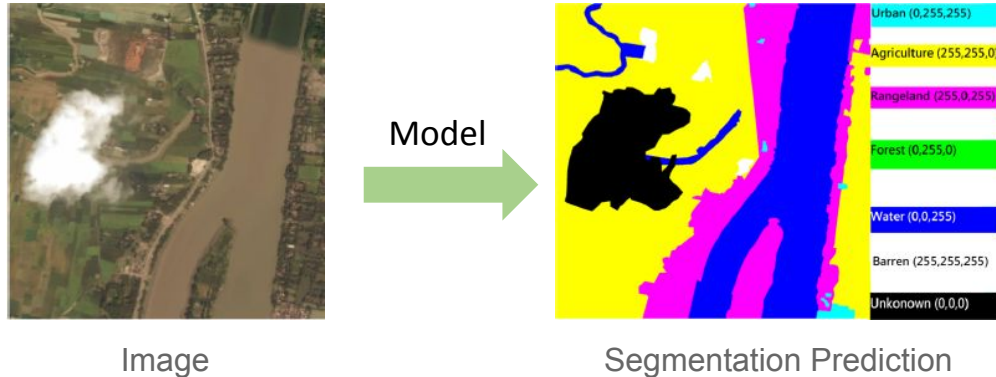 Model
Urban (0,255,255)
Agriculture (255,255,0)
Rangeland (255,0,255)
Forest (0,255,0)
Water (0,0,255)
Barren (255,255,255)
Unkonown (0,0,0)
Image
Segmentation Prediction